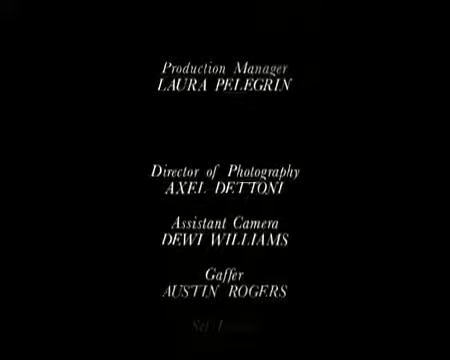 Production Manager
LAURA PELEGRIN
Director of Photography
AXEL DETTONI
Assistant Camera
DEWI WILLIAMS
Gaffer
AUSTIN ROGERS